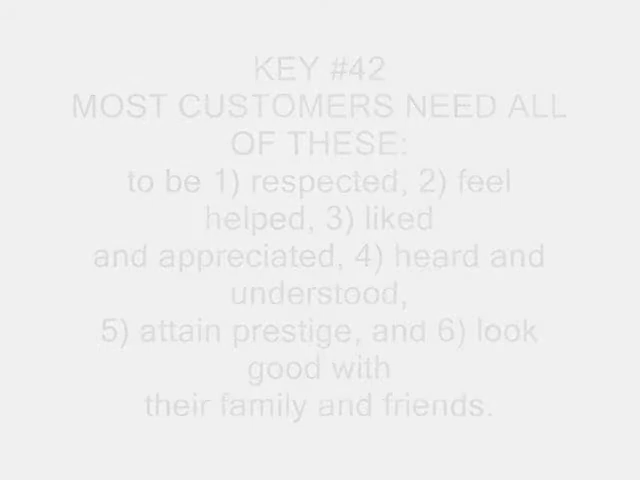 KEY #42
MOST CUSTOMERS NEED ALL
OF THESE:
to be 1) respected, 2) feel
helped, 3) liked
and appreciated, 4) heard and
understood,
5) attain prestige, and 6) look
good with
their family and friends.